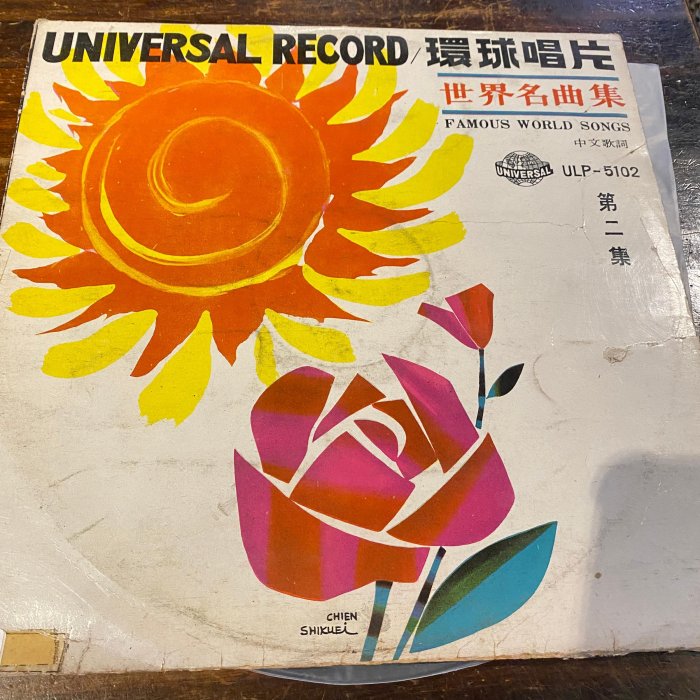 UNIVERSAL RECORD/環球唱片
世界名曲集
FAMOUS WORLD SONGS
中文歌詞
UNIVERSAL ULP-5102
第二集
CHIEN
SHIKUEi